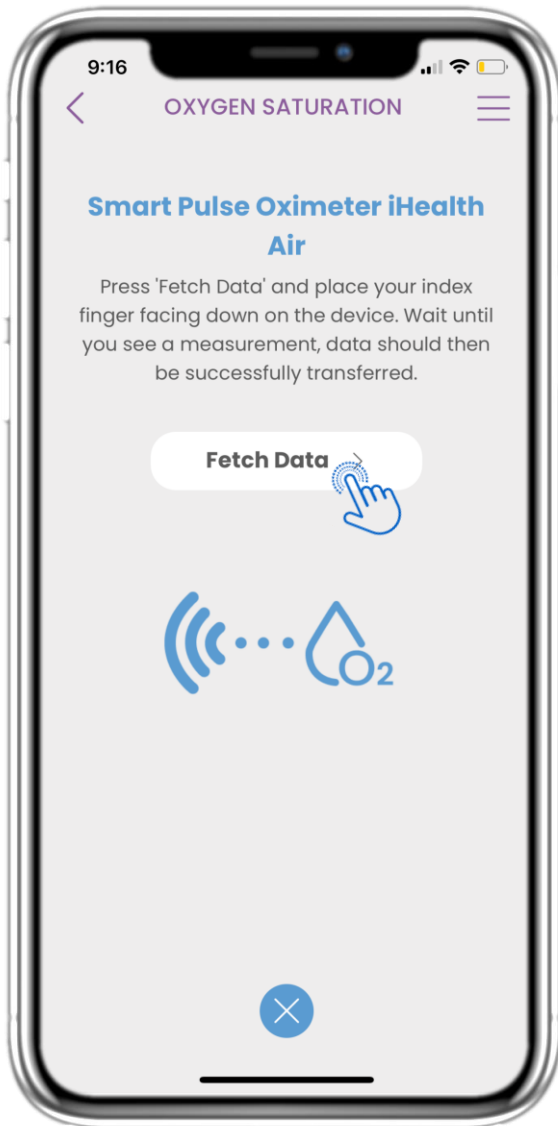 9:16
OXYGEN SATURATION
Smart Pulse Oximeter iHealth
Air
Press 'Fetch Data' and place your index
finger facing down on the device. Wait until
you see a measurement, data should then
be successfully transferred.
Fetch Data
O2